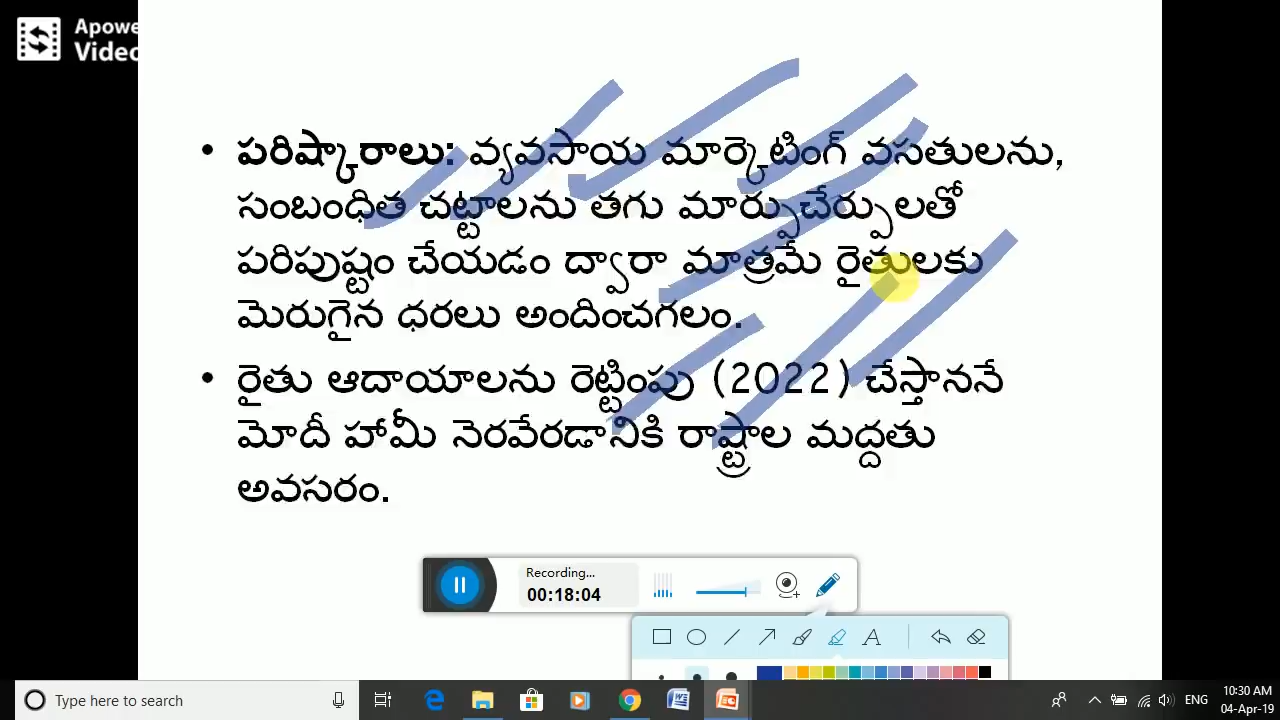 Apowe
Video
• పరిష్కారాలు: వ్యవసాయ మార్కెటింగ్ వసతులను,
సంబంధిత చట్టాలను తగు మార్పుచేర్పులతో
పరిపుష్టం చేయడం ద్వారా మాత్రమే రైతులకు
మెరుగైన ధరలు అందించగలం.
• రైతు ఆదాయాలను రెట్టింపు (2022) చేస్తాననే
మోదీ హామీ నెరవేరడానికి రాష్ట్రాల మద్దతు
అవసరం.
Recording...
00:18:04
A
Type here to search
ENG
10:30 AM
04-Apr-19